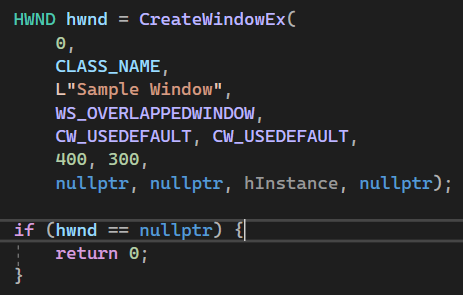 HWND hwnd = CreateWindowEx(
    0,
    CLASS_NAME,
    L"Sample Window",
    WS_OVERLAPPEDWINDOW,
    CW_USEDEFAULT, CW_USEDEFAULT,
    400, 300,
    nullptr, nullptr, hInstance, nullptr);

if (hwnd == nullptr) {
    return 0;
}